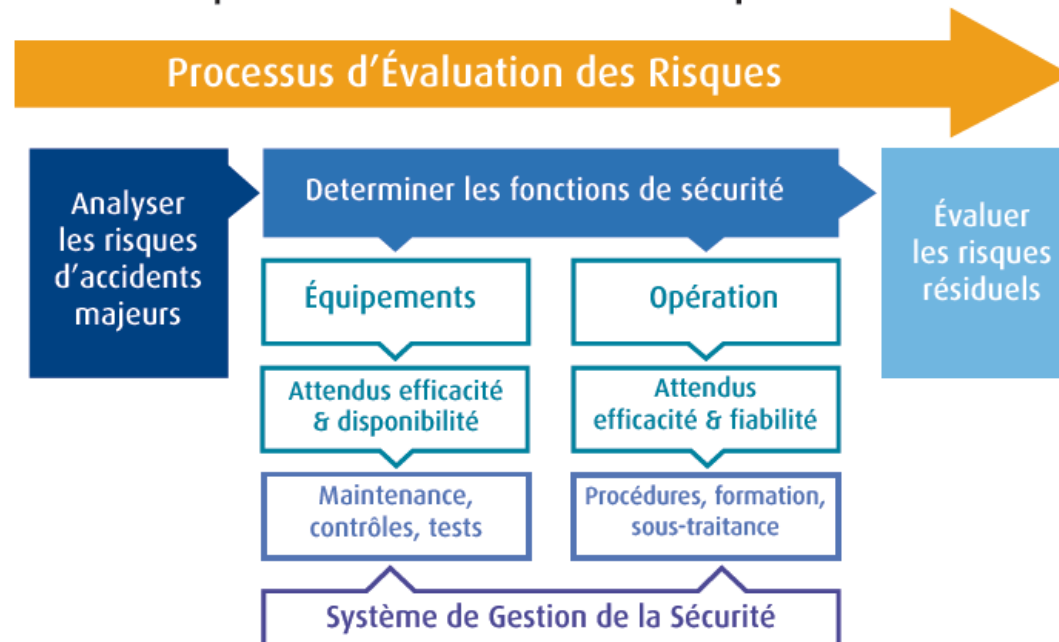 Processus d'Évaluation des Risques
Analyser
les risques
d'accidents
majeurs
Determiner les fonctions de sécurité
Équipements
Attendus efficacité
& disponibilité
Maintenance,
contrôles, tests
Opération
Attendus
efficacité & fiabilité
Procédures, formation,
sous-traitance
Système de Gestion de la Sécurité
Évaluer
les risques
résiduels